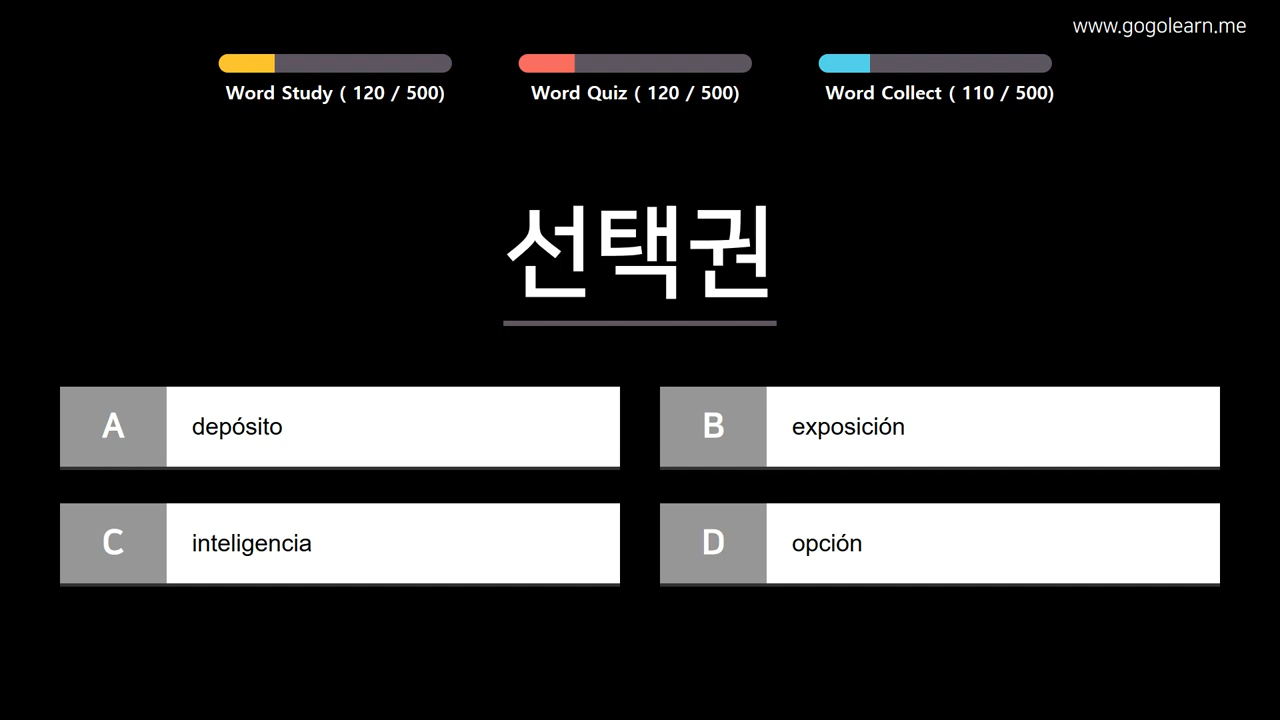 www.gogolearn.me
Word Study ( 120 / 500)
Word Quiz ( 120 / 500)
Word Collect ( 110 / 500)
선택권
A depósito
B exposición
C inteligencia
D opción